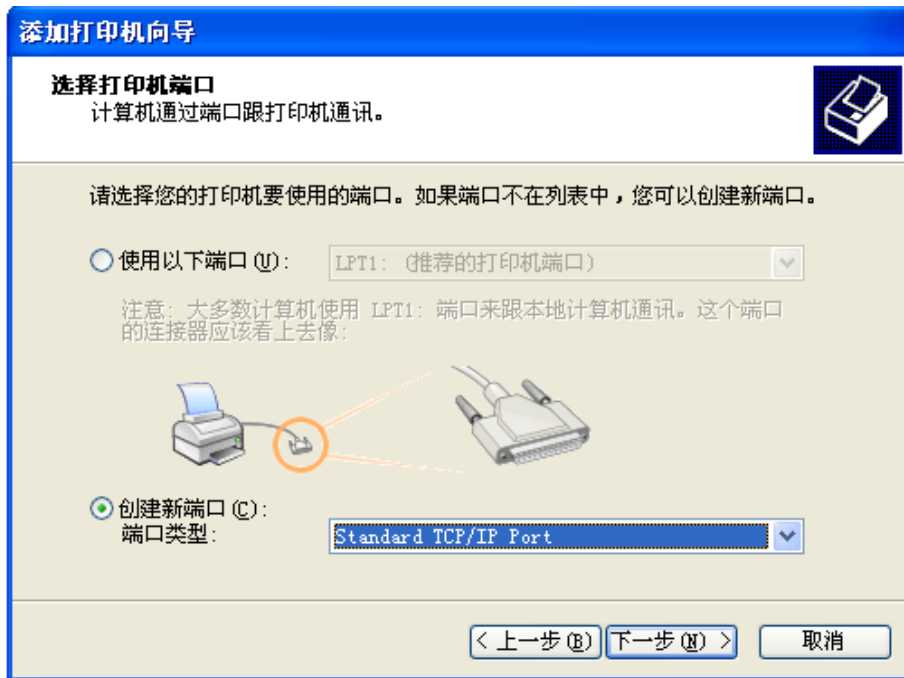 添加打印机向导
选择打印机端口
计算机通过端口跟打印机通讯。
请选择您的打印机要使用的端口。如果端口不在列表中，您可以创建新端口。
使用以下端口(U): LPT1: (推荐的打印机端口)
注意: 大多数计算机使用 LPT1: 端口来跟本地计算机通讯。这个端口
的连接器应该看上去像:
创建新端口(C):
端口类型: Standard TCP/IP Port
< 上一步(B) 下一步(N) > 取消